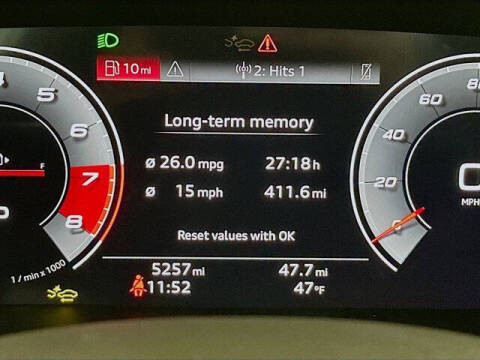 10 mi
2: Hits 1
Long-term memory
ø 26.0 mpg 27:18 h
ø 15 mph 411.6 mi
Reset values with OK
5257 mi 47.7 mi
11:52 47°F
4
5
6
7
8
1 / min x 1000
F
0
20
40
60
80
MPH